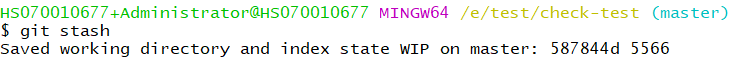 HS070010677+Administrator@HS070010677 MINGW64 /e/test/check-test (master)
$ git stash
Saved working directory and index state WIP on master: 587844d 5566